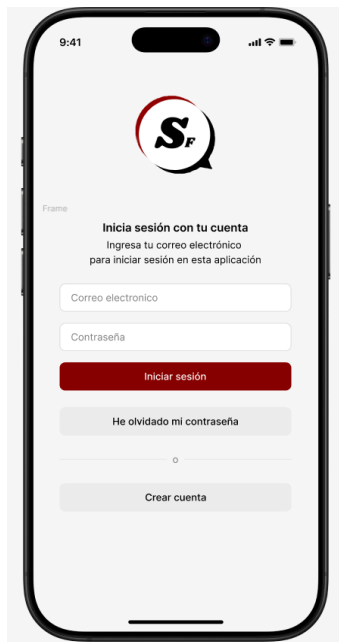 9:41
SF
Frame
Inicia sesión con tu cuenta
Ingresa tu correo electrónico
para iniciar sesión en esta aplicación
Correo electronico
Contraseña
Iniciar sesión
He olvidado mi contraseña
o
Crear cuenta